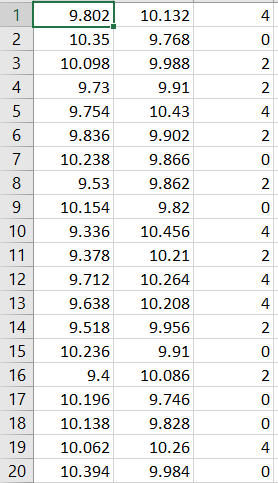 1 9.802 10.132 4
2 10.35 9.768 0
3 10.098 9.988 2
4 9.73 9.91 2
5 9.754 10.43 4
6 9.836 9.902 2
7 10.238 9.866 0
8 9.53 9.862 2
9 10.154 9.82 0
10 9.336 10.456 4
11 9.378 10.21 2
12 9.712 10.264 4
13 9.638 10.208 4
14 9.518 9.956 2
15 10.236 9.91 0
16 9.4 10.086 2
17 10.196 9.746 0
18 10.138 9.828 0
19 10.062 10.26 4
20 10.394 9.984 0